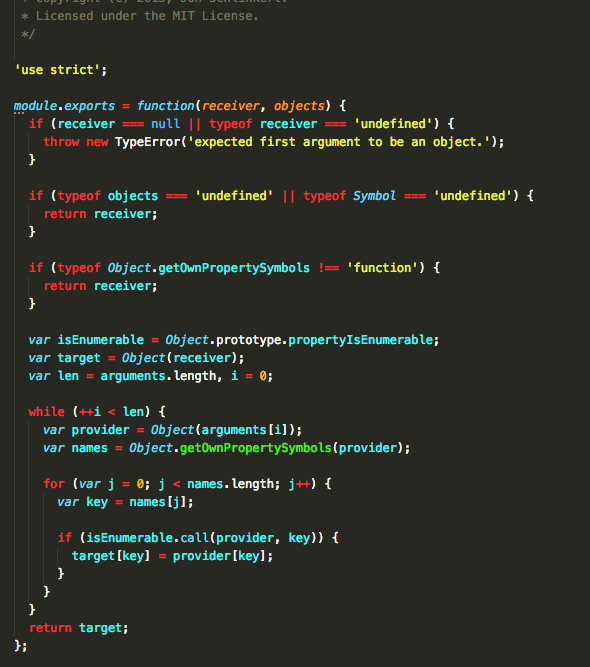 * Copyright (c) 2015, Jon Schlinkert.
* Licensed under the MIT License.
*/
'use strict';
module.exports = function(receiver, objects) {
if (receiver === null || typeof receiver === 'undefined') {
throw new TypeError('expected first argument to be an object.');
}
if (typeof objects === 'undefined' || typeof Symbol === 'undefined') {
return receiver;
}
if (typeof Object.getOwnPropertySymbols !== 'function') {
return receiver;
}
var isEnumerable = Object.prototype.propertyIsEnumerable;
var target = Object(receiver);
var len = arguments.length, i = 0;
while (++i < len) {
var provider = Object(arguments[i]);
var names = Object.getOwnPropertySymbols(provider);
for (var j = 0; j < names.length; j++) {
var key = names[j];
if (isEnumerable.call(provider, key)) {
target[key] = provider[key];
}
}
}
return target;
};